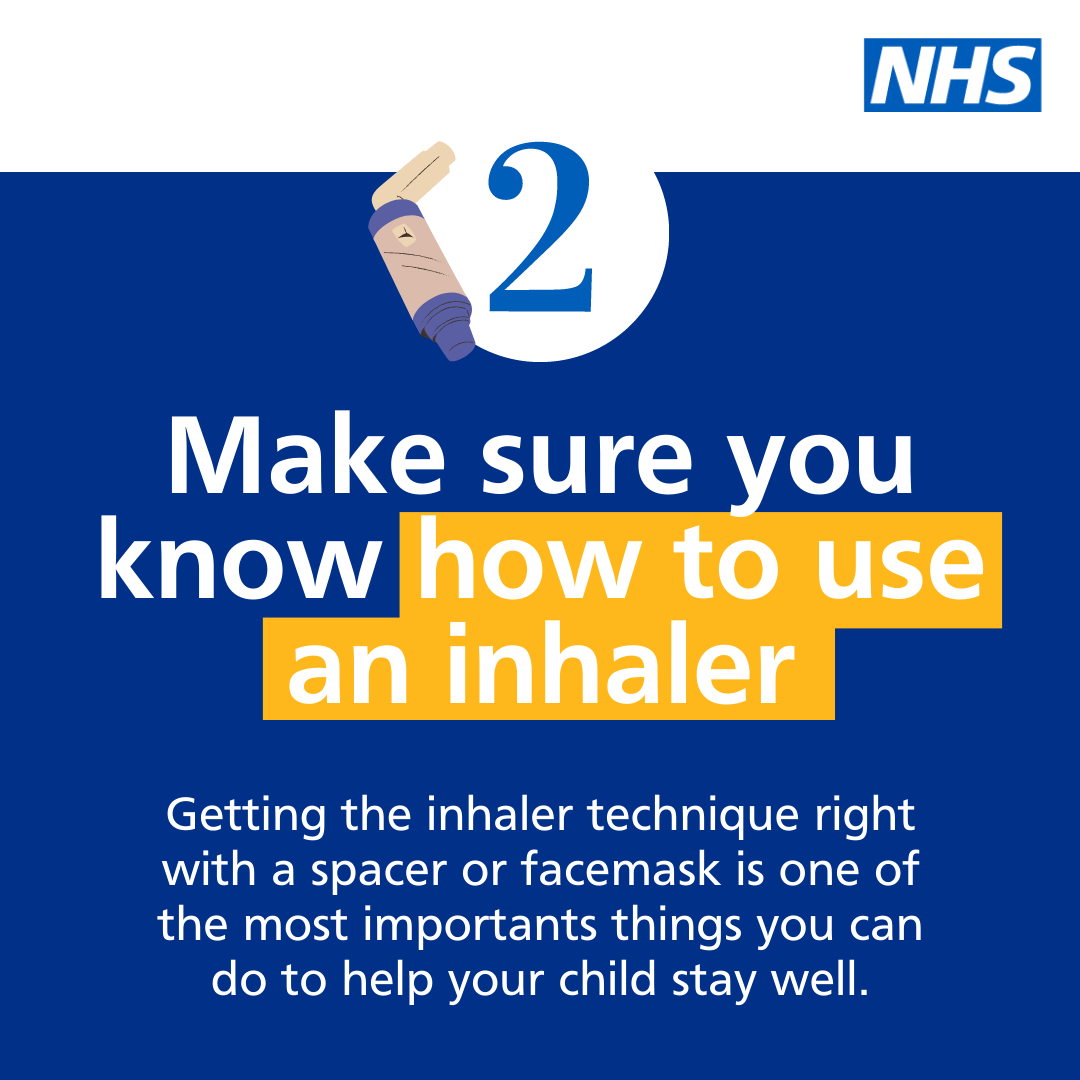 NHS
2
Make sure you
know how to use
an inhaler
Getting the inhaler technique right
with a spacer or facemask is one of
the most importants things you can
do to help your child stay well.